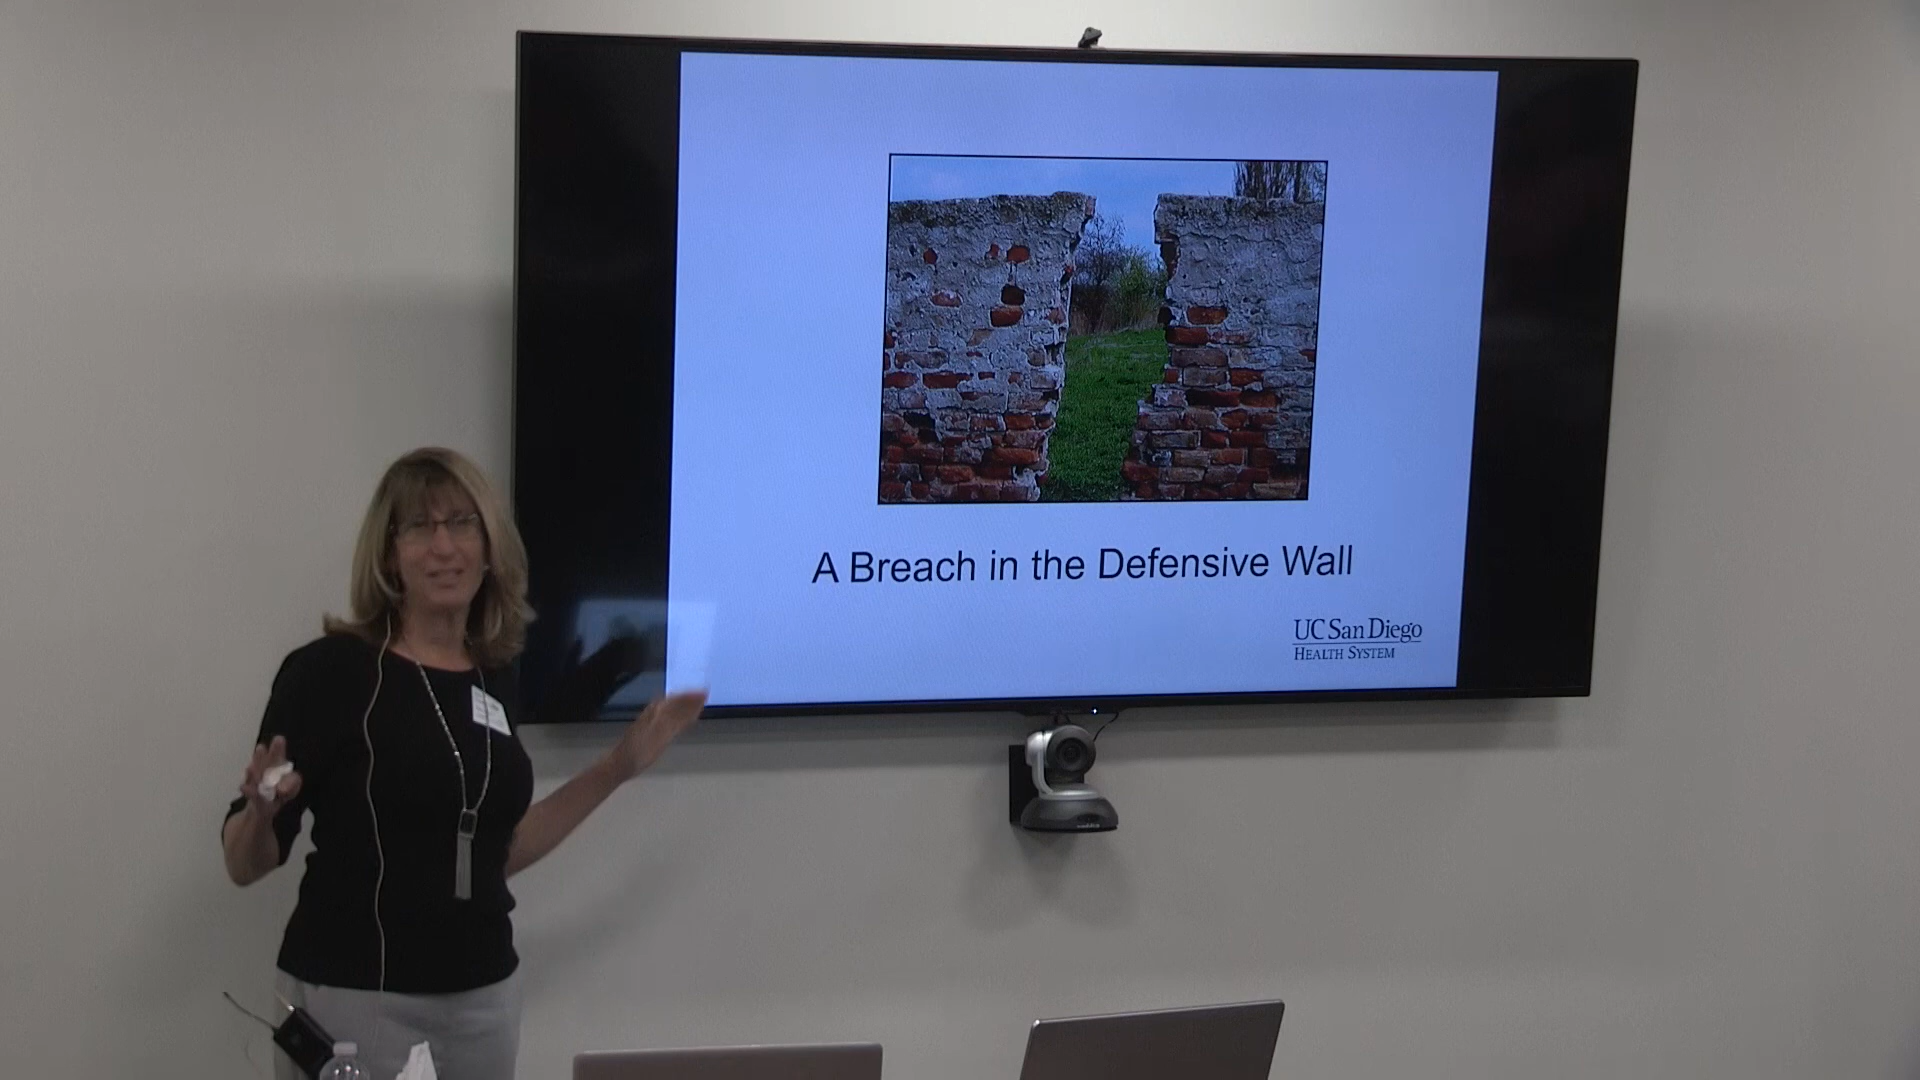 A Breach in the Defensive Wall
UC San Diego
HEALTH SYSTEM